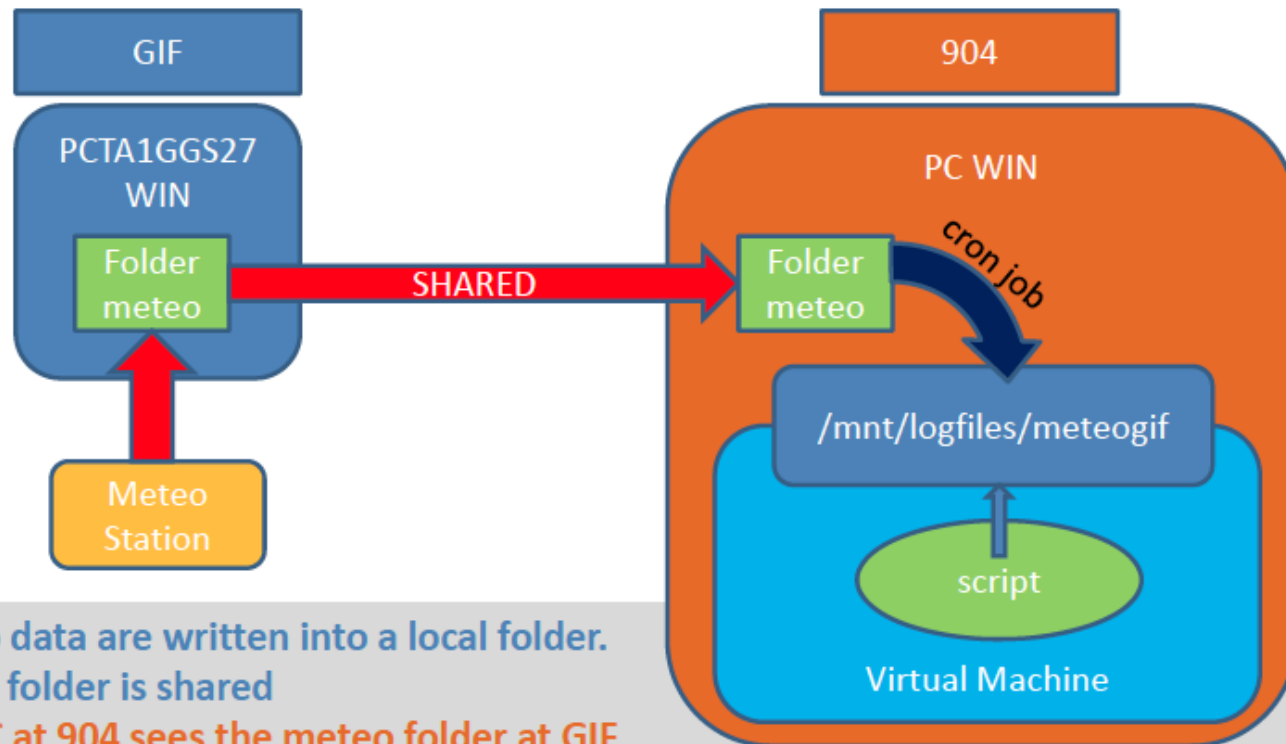 GIF
904
PCTA1GGS27
WIN
PC WIN
Folder
meteo
SHARED
Folder
meteo
cron job
/mnt/logfiles/meteogif
Meteo
Station
script
Virtual Machine
data are written into a local folder.
folder is shared
at 904 sees the meteo folder at GIF